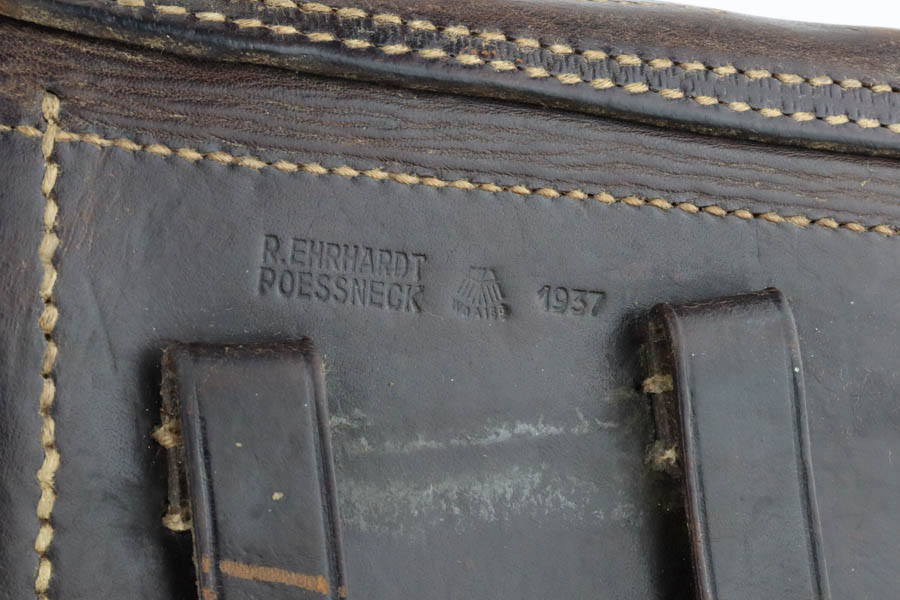 R.EHRHARDT
POESSNECK
1937